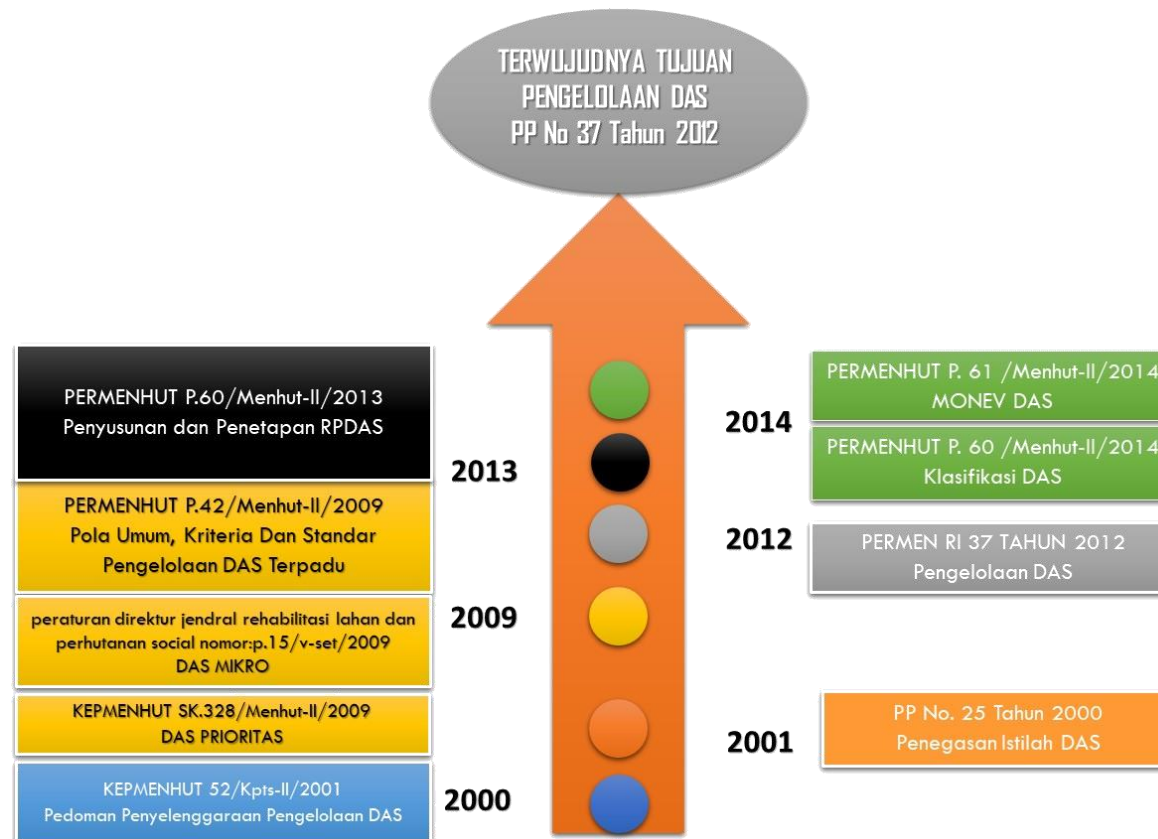 TERWUJUDNYA TUJUAN
PENGELOLAAN DAS
PP No 37 Tahun 2012
PERMENHUT P.60/Menhut-II/2013
Penyusunan dan Penetapan RPDAS
2013
PERMENHUT P.42/Menhut-II/2009
Pola Umum, Kriteria Dan Standar
Pengelolaan DAS Terpadu
peraturan direktur jendral rehabilitasi lahan dan
perhutanan social nomor:p.15/v-set/2009
DAS MIKRO
2009
KEPMENHUT SK.328/Menhut-II/2009
DAS PRIORITAS
KEPMENHUT 52/Kpts-II/2001
Pedoman Penyelenggaraan Pengelolaan DAS
2000
2014
PERMENHUT P. 61 /Menhut-II/2014
MONEV DAS
PERMENHUT P. 60 /Menhut-II/2014
Klasifikasi DAS
2012
PERMEN RI 37 TAHUN 2012
Pengelolaan DAS
2001
PP No. 25 Tahun 2000
Penegasan Istilah DAS